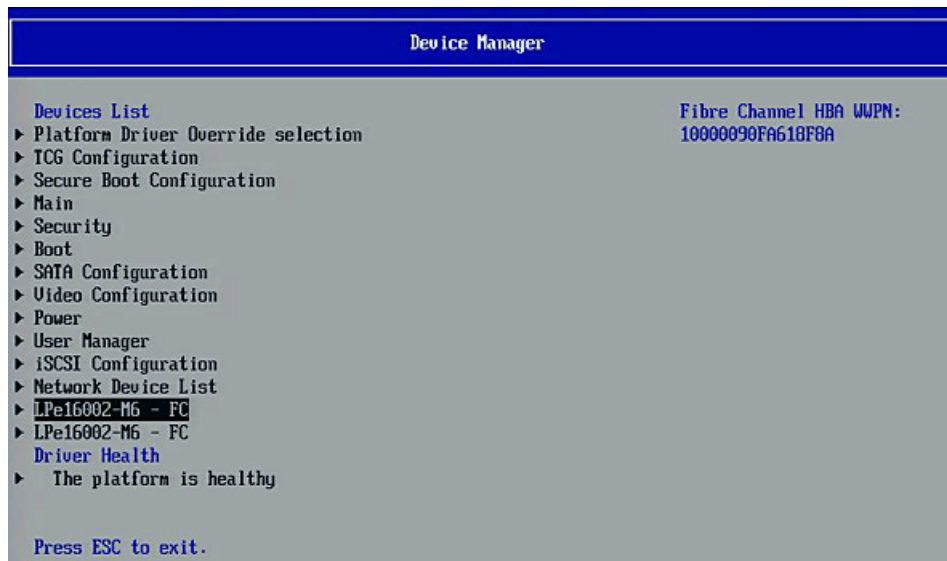 Device Manager
Devices List
Platform Driver Override selection
TCG Configuration
Secure Boot Configuration
Main
Security
Boot
SATA Configuration
Video Configuration
Power
User Manager
iSCSI Configuration
Network Device List
LPe16002-M6 - FC
LPe16002-M6 - FC
Driver Health
The platform is healthy
Press ESC to exit.
Fibre Channel HBA WWPN:
10000090FA618F8A